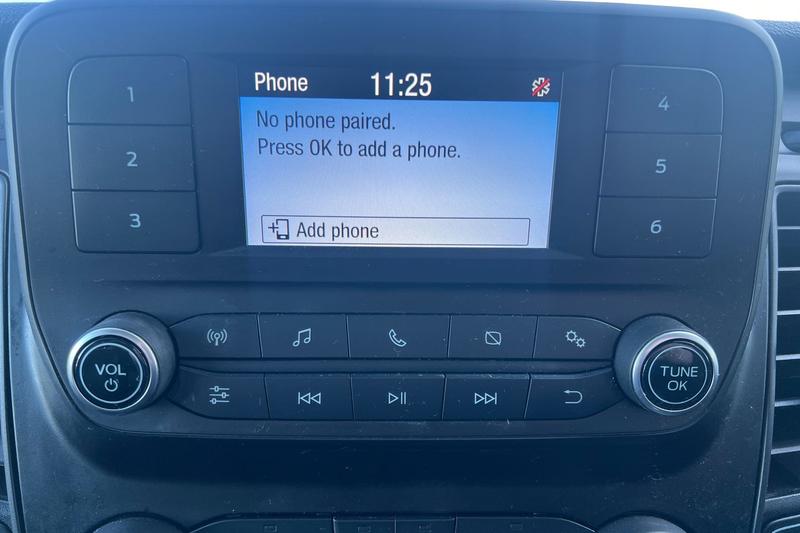 Phone 11:25
No phone paired.
Press OK to add a phone.
Add phone
1
2
3
4
5
6
VOL
TUNE
OK